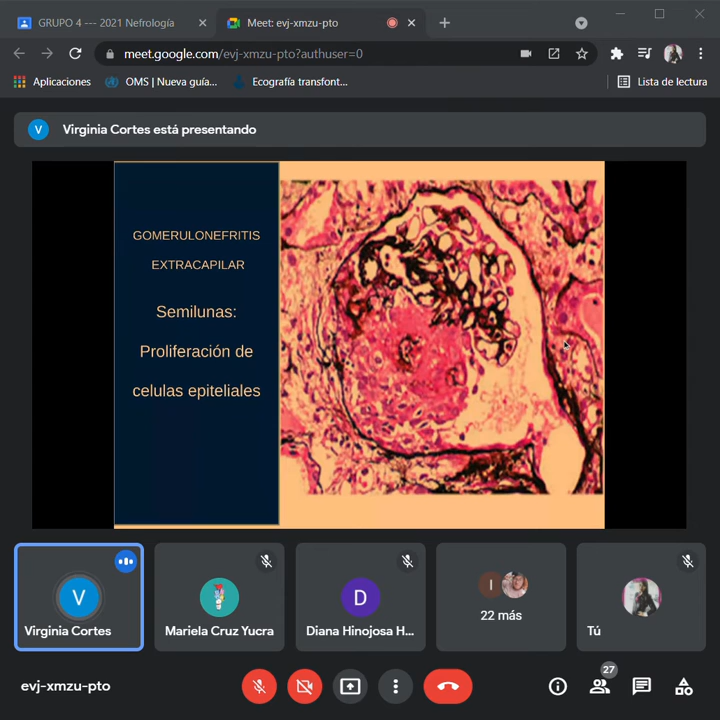 GRUPO 4 --- 2021 Nefrología
Meet: evj-xmzu-pto
meet.google.com/evj-xmzu-pto?authuser=0
Aplicaciones
OMS | Nueva guía...
Ecografía transfont...
Lista de lectura
V
Virginia Cortes está presentando
GOMERULONEFRITIS
EXTRACAPILAR
Semilunas:
Proliferación de
celulas epiteliales
V
Virginia Cortes
Mariela Cruz Yucra
D
Diana Hinojosa H...
I
22 más
Tú
evj-xmzu-pto
27